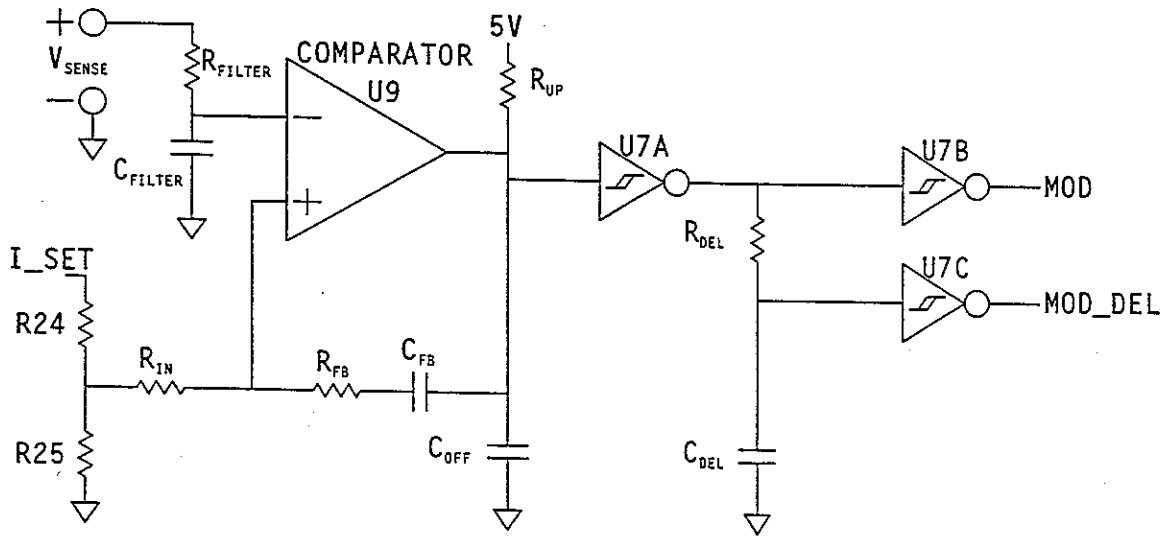 +
V_SENSE
−
R_FILTER
C_FILTER
COMPARATOR
U9
−
+
5V
R_UP
U7A
U7B
MOD
R_DEL
U7C
MOD_DEL
I_SET
R24
R_IN
R_FB
C_FB
R25
C_OFF
C_DEL